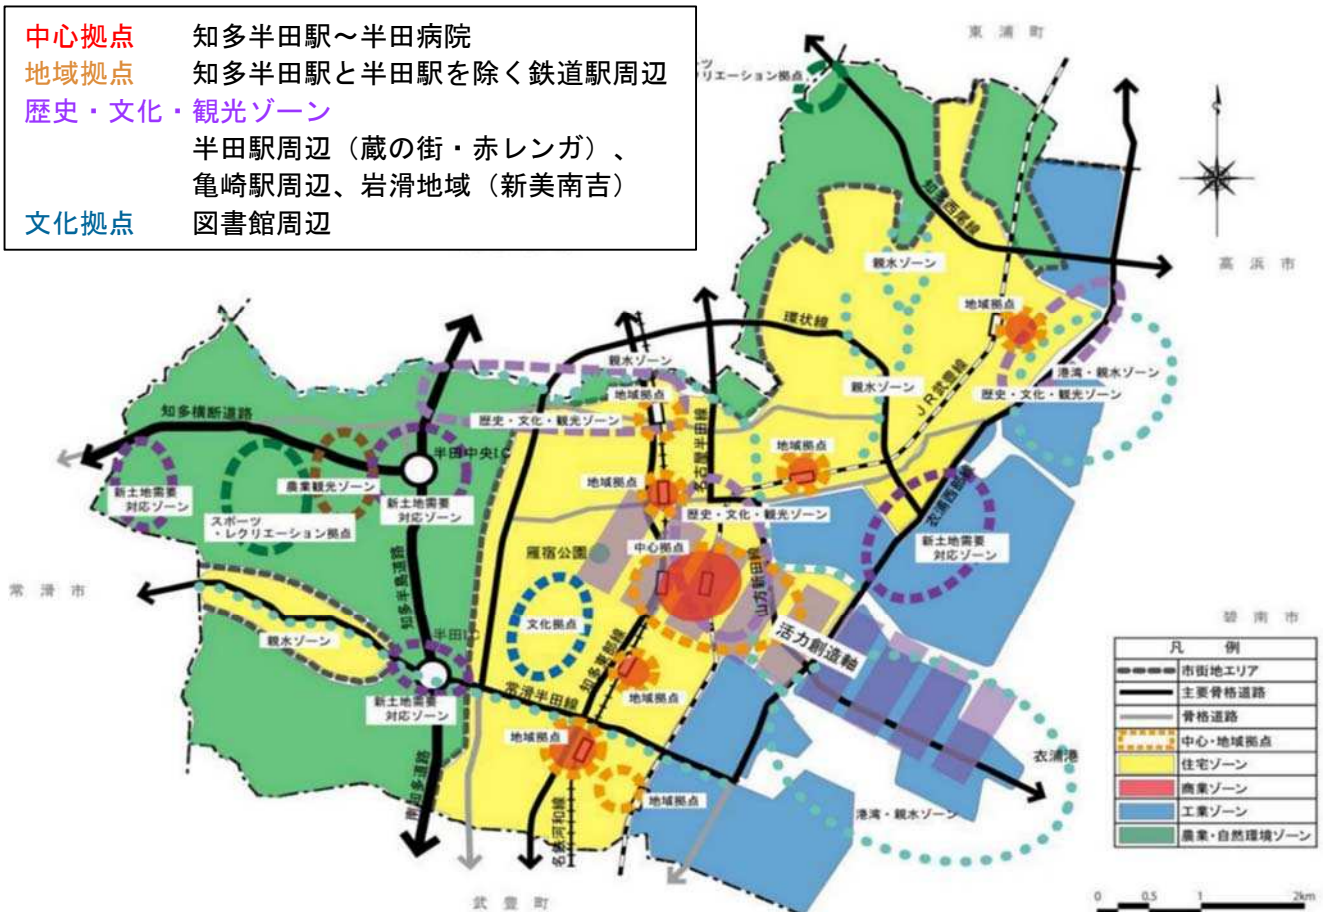 中心拠点 知多半田駅～半田病院
地域拠点 知多半田駅と半田駅を除く鉄道駅周辺
歴史・文化・観光ゾーン
半田駅周辺（蔵の街・赤レンガ）、
亀崎駅周辺、岩滑地域（新美南吉）
文化拠点 図書館周辺
東浦町
クリエーション拠点
知多西尾線
高浜市
親水ゾーン
地域拠点
環状線
親水ゾーン
地域拠点
親水ゾーン
JR武豊線
港湾・親水ゾーン
歴史・文化・観光ゾーン
知多横断道路
歴史・文化・観光ゾーン
名古屋半田線
地域拠点
半田中央I.C
農業観光ゾーン
地域拠点
新土地需要
対応ゾーン
新土地需要
対応ゾーン
歴史・文化・観光ゾーン
衣浦西部線
スポーツ
・レクリエーション拠点
雁宿公園
中心拠点
新土地需要
対応ゾーン
知多半島道路
山方新田線
常滑市
碧南市
文化拠点
活力創造軸
親水ゾーン
半田I.C
知多東部線
常滑半田線
地域拠点
新土地需要
対応ゾーン
地域拠点
衣浦港
南知多道路
名鉄河和線
地域拠点
港湾・親水ゾーン
武豊町
凡例
市街地エリア
主要骨格道路
骨格道路
中心・地域拠点
住宅ゾーン
商業ゾーン
工業ゾーン
農業・自然環境ゾーン
0 0.5 1 2km